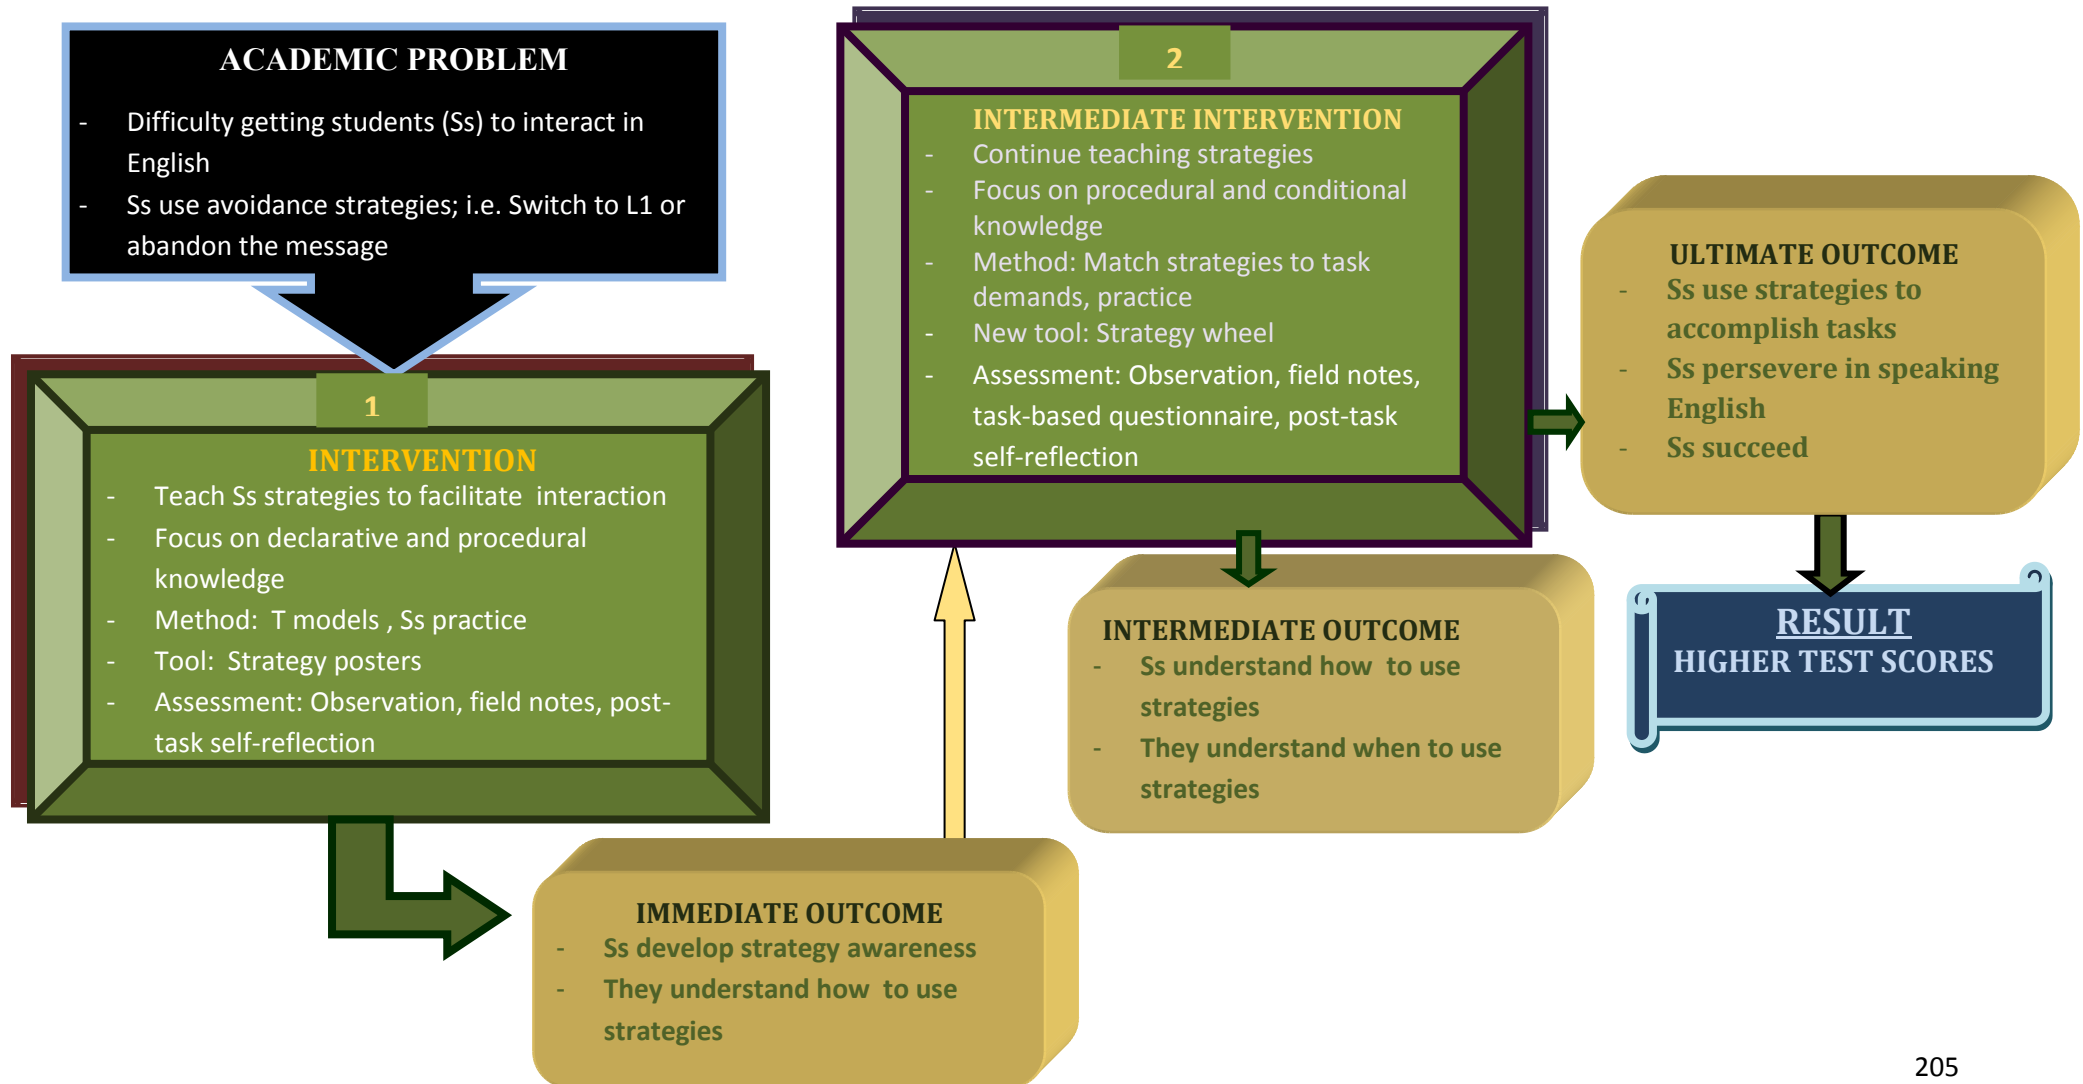 ACADEMIC PROBLEM
- Difficulty getting students (Ss) to interact in
English
- Ss use avoidance strategies; i.e. Switch to L1 or
abandon the message
1
INTERVENTION
- Teach Ss strategies to facilitate interaction
- Focus on declarative and procedural
knowledge
- Method: T models , Ss practice
- Tool: Strategy posters
- Assessment: Observation, field notes, post-
task self-reflection
IMMEDIATE OUTCOME
- Ss develop strategy awareness
- They understand how to use
strategies
2
INTERMEDIATE INTERVENTION
- Continue teaching strategies
- Focus on procedural and conditional
knowledge
- Method: Match strategies to task
demands, practice
- New tool: Strategy wheel
- Assessment: Observation, field notes,
task-based questionnaire, post-task
self-reflection
INTERMEDIATE OUTCOME
- Ss understand how to use
strategies
- They understand when to use
strategies
ULTIMATE OUTCOME
- Ss use strategies to
accomplish tasks
- Ss persevere in speaking
English
- Ss succeed
RESULT
HIGHER TEST SCORES
205